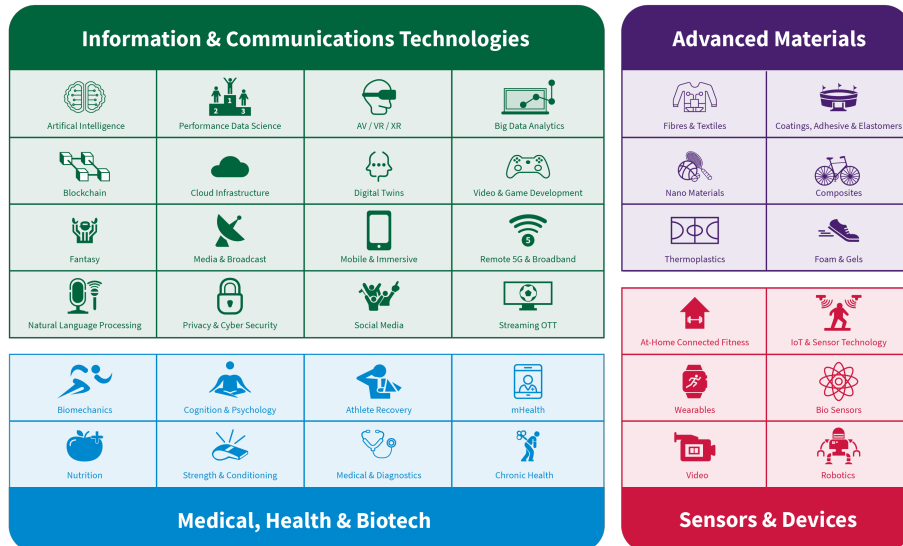 Information & Communications Technologies
Artifical Intelligence
Performance Data Science
1
2
3
AV / VR / XR
Big Data Analytics
Blockchain
Cloud Infrastructure
Digital Twins
Video & Game Development
Fantasy
Media & Broadcast
Mobile & Immersive
5
Remote 5G & Broadband
Natural Language Processing
Privacy & Cyber Security
Social Media
Streaming OTT
Advanced Materials
Fibres & Textiles
Coatings, Adhesive & Elastomers
Nano Materials
Composites
Thermoplastics
Foam & Gels
Biomechanics
Cognition & Psychology
Athlete Recovery
mHealth
Nutrition
Strength & Conditioning
Medical & Diagnostics
Chronic Health
Medical, Health & Biotech
At-Home Connected Fitness
IoT & Sensor Technology
Wearables
Bio Sensors
Video
Robotics
Sensors & Devices